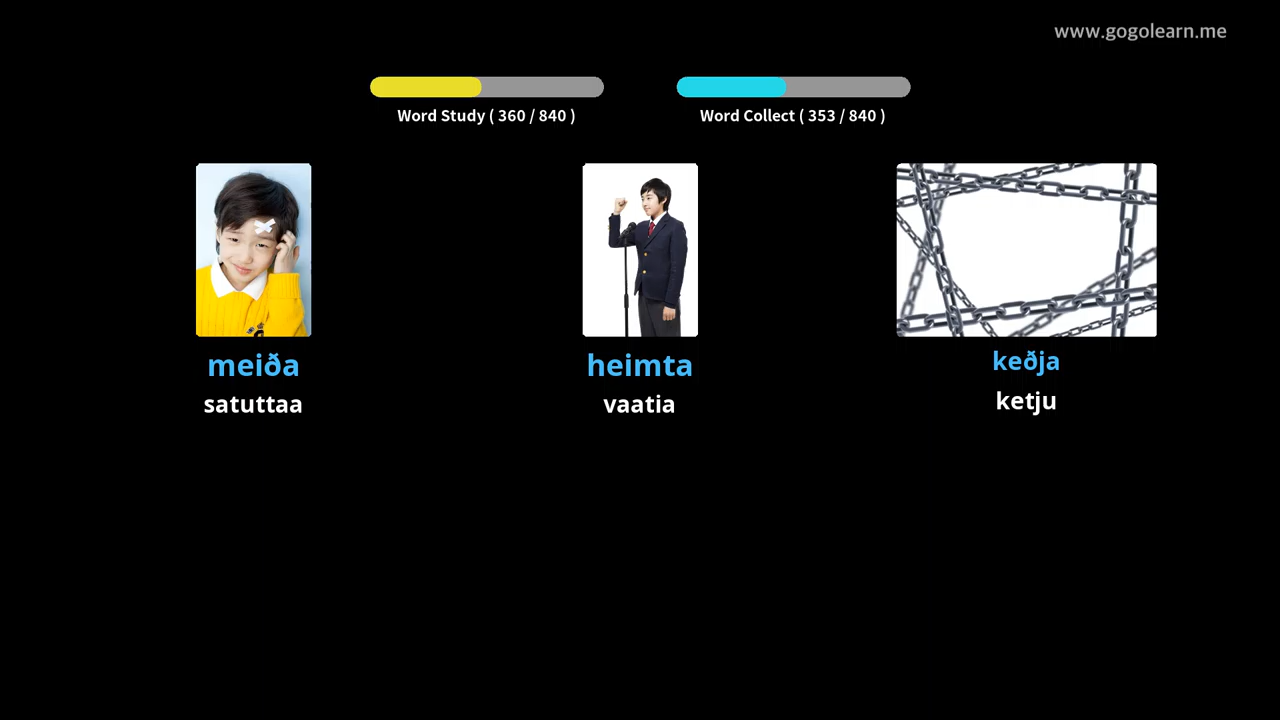 www.gogolearn.me
Word Study ( 360 / 840 )
Word Collect ( 353 / 840 )
meiða
heimta
keðja
satuttaa
vaatia
ketju